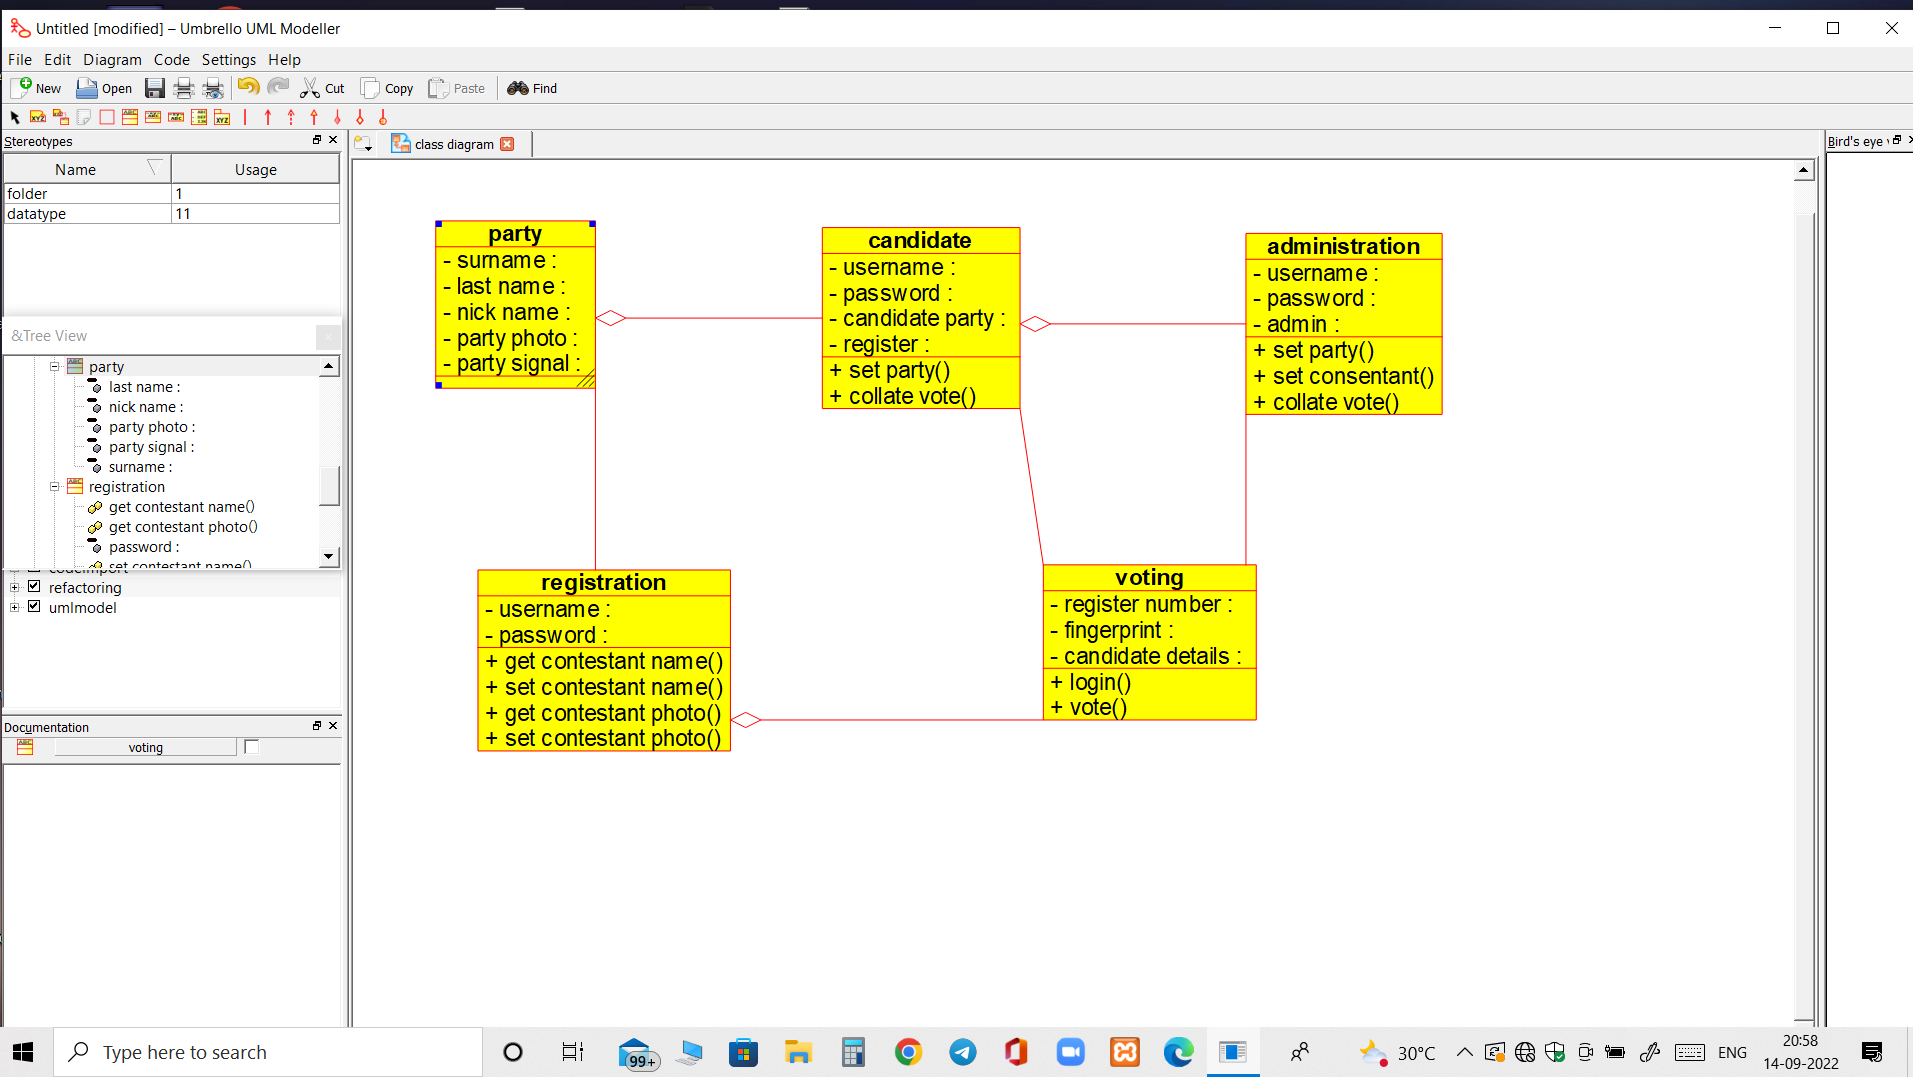 Untitled [modified] – Umbrello UML Modeller
File Edit Diagram Code Settings Help
New Open Cut Copy Paste Find
Stereotypes
Name Usage
folder 1
datatype 11
&Tree View
party
last name :
nick name :
party photo :
party signal :
surname :
registration
get contestant name()
get contestant photo()
password :
set contestant name()
codeimport
refactoring
umlmodel
Documentation
voting
class diagram
Bird's eye
party
- surname :
- last name :
- nick name :
- party photo :
- party signal :
candidate
- username :
- password :
- candidate party :
- register :
+ set party()
+ collate vote()
administration
- username :
- password :
- admin :
+ set party()
+ set consentant()
+ collate vote()
registration
- username :
- password :
+ get contestant name()
+ set contestant name()
+ get contestant photo()
+ set contestant photo()
voting
- register number :
- fingerprint :
- candidate details :
+ login()
+ vote()
Type here to search
99+
30°C
ENG
20:58
14-09-2022